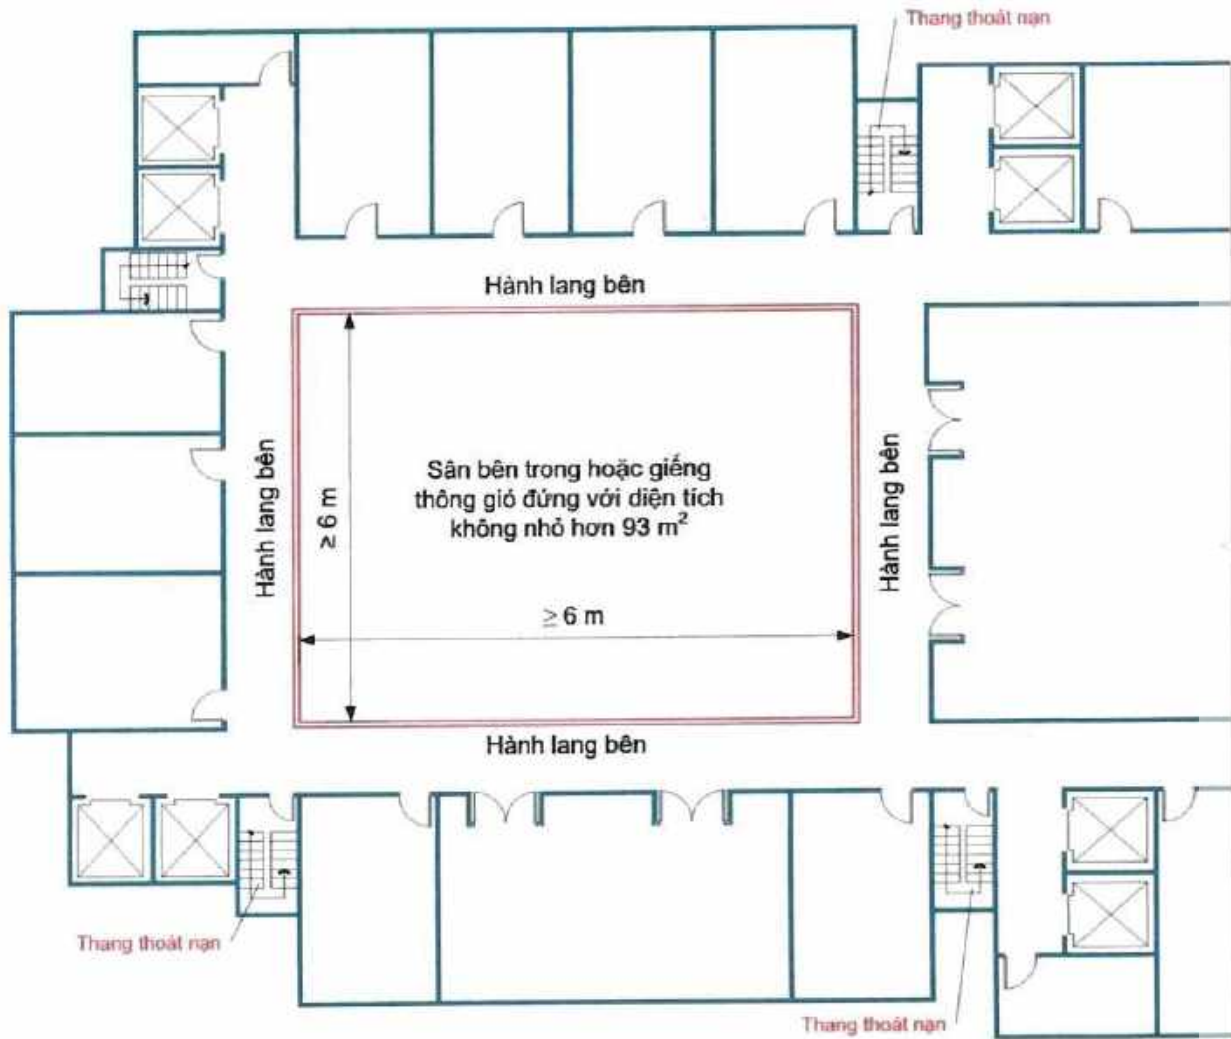 Thang thoát nạn
Hành lang bên
Hành lang bên
≥ 6 m
Sân bên trong hoặc giếng
thông gió đứng với diện tích
không nhỏ hơn 93 m²
≥ 6 m
Hành lang bên
Hành lang bên
Thang thoát nạn
Thang thoát nạn